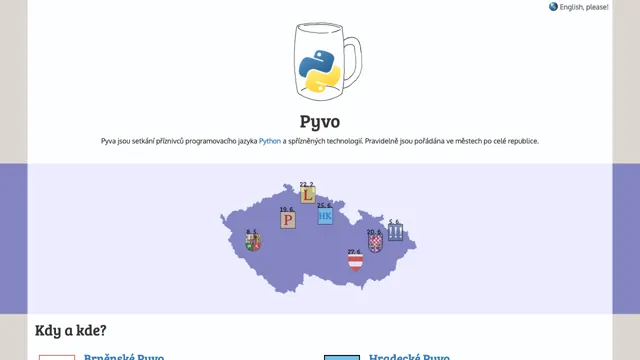 English, please!
Pyvo
Pyva jsou setkání příznivců programovacího jazyka Python a spřízněných technologií. Pravidelně jsou pořádána ve městech po celé republice.
22. 2.
L
19. 6.
P
25. 6.
HK
8. 5.
20. 6.
5. 6.
27. 6.
Kdy a kde?
Brněnské Pyvo
Hradecké Pyvo